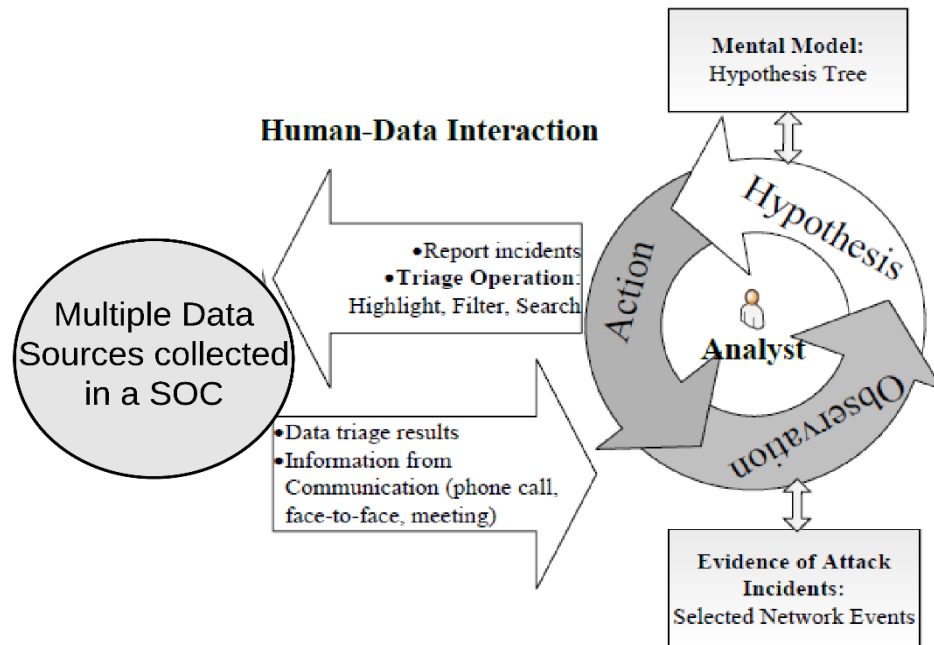 Mental Model:
Hypothesis Tree
Human-Data Interaction
Hypothesis
Action
Observation
Analyst
•Report incidents
•Triage Operation:
Highlight, Filter, Search
Multiple Data
Sources collected
in a SOC
•Data triage results
•Information from
Communication (phone call,
face-to-face, meeting)
Evidence of Attack
Incidents:
Selected Network Events